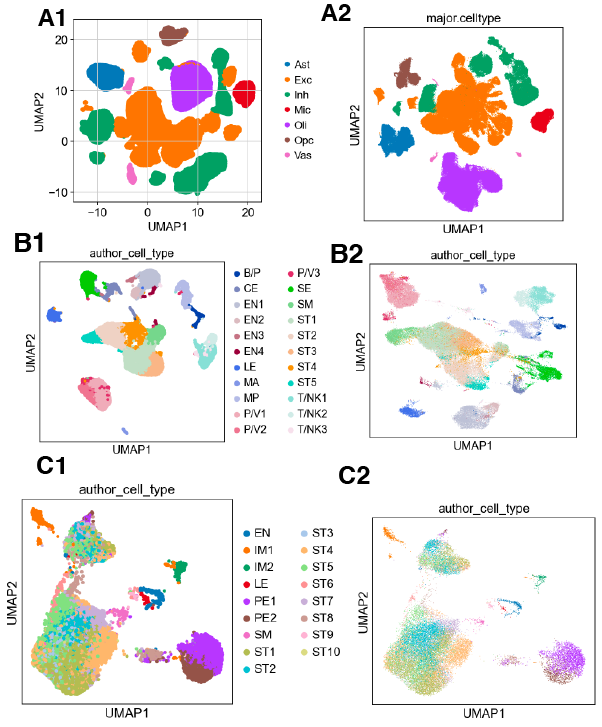 A1
A2
major.celltype
20
10
0
−10
UMAP2
−10
0
10
20
UMAP1
Ast
Exc
Inh
Mic
Oli
Opc
Vas
UMAP2
UMAP1
B1
B2
author_cell_type
UMAP2
UMAP1
B/P
CE
EN1
EN2
EN3
EN4
LE
MA
MP
P/V1
P/V2
P/V3
SE
SM
ST1
ST2
ST3
ST4
ST5
T/NK1
T/NK2
T/NK3
author_cell_type
UMAP2
UMAP1
C1
C2
author_cell_type
UMAP2
UMAP1
EN
IM1
IM2
LE
PE1
PE2
SM
ST1
ST2
ST3
ST4
ST5
ST6
ST7
ST8
ST9
ST10
author_cell_type
UMAP2
UMAP1